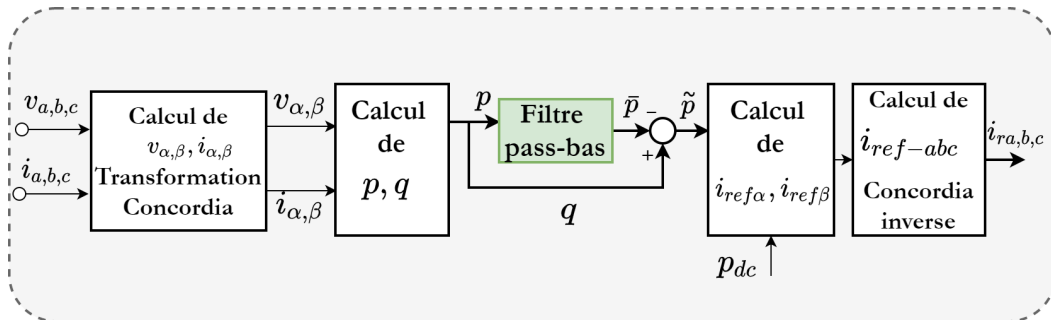 v_{a,b,c}
i_{a,b,c}
Calcul de
v_{α,β}, i_{α,β}
Transformation
Concordia
v_{α,β}
i_{α,β}
Calcul
de
p, q
p
Filtre
pass-bas
p̄
−
+
p̃
q
Calcul
de
i_{refα}, i_{refβ}
p_{dc}
Calcul de
i_{ref−abc}
Concordia
inverse
i_{ra,b,c}